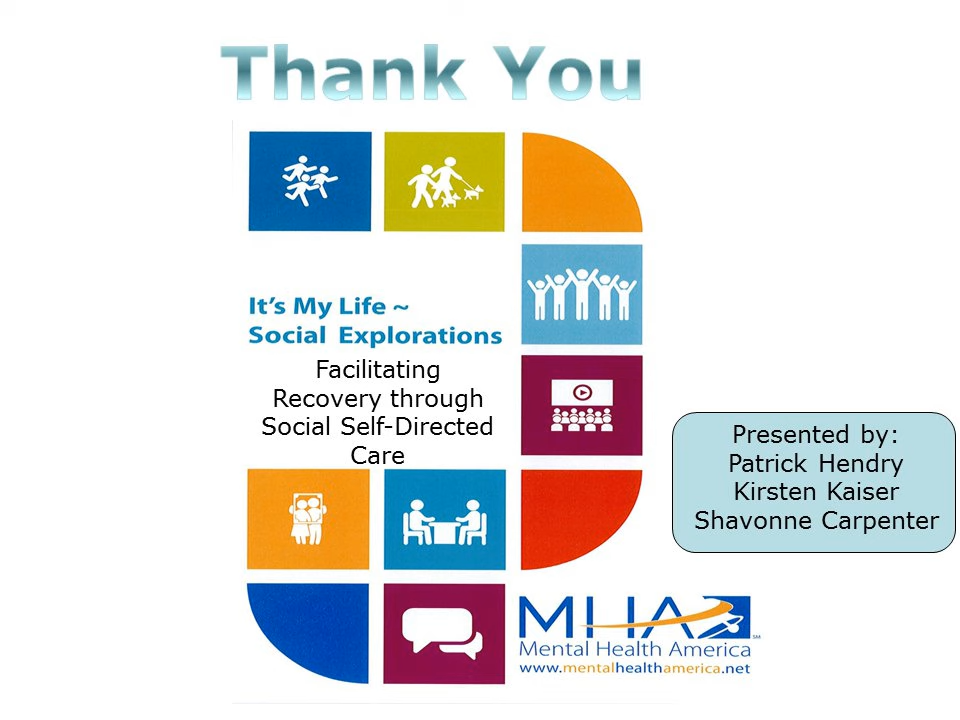 Thank You
It's My Life ~
Social Explorations
Facilitating
Recovery through
Social Self-Directed
Care
Presented by:
Patrick Hendry
Kirsten Kaiser
Shavonne Carpenter
MHA
SM
Mental Health America
www.mentalhealthamerica.net